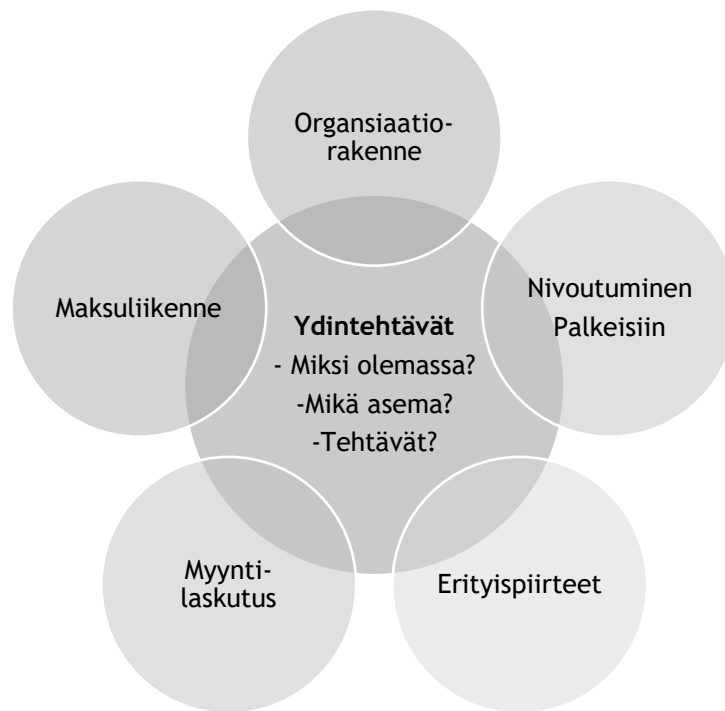 Organsiaatio-
rakenne
Maksuliikenne
Nivoutuminen
Palkeisiin
Ydintehtävät
- Miksi olemassa?
-Mikä asema?
-Tehtävät?
Myynti-
laskutus
Erityispiirteet